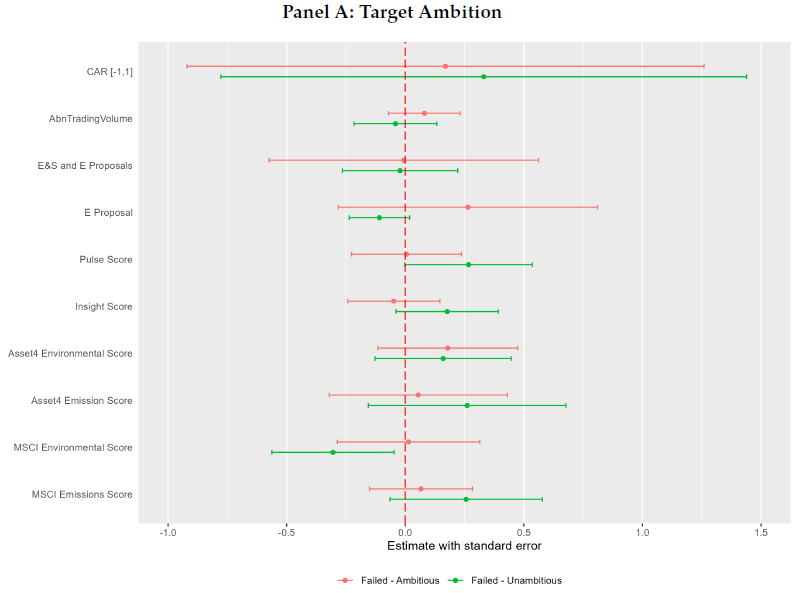 Panel A: Target Ambition
CAR [-1,1]
AbnTradingVolume
E&S and E Proposals
E Proposal
Pulse Score
Insight Score
Asset4 Environmental Score
Asset4 Emission Score
MSCI Environmental Score
MSCI Emissions Score
-1.0 -0.5 0.0 0.5 1.0 1.5
Estimate with standard error
Failed - Ambitious Failed - Unambitious